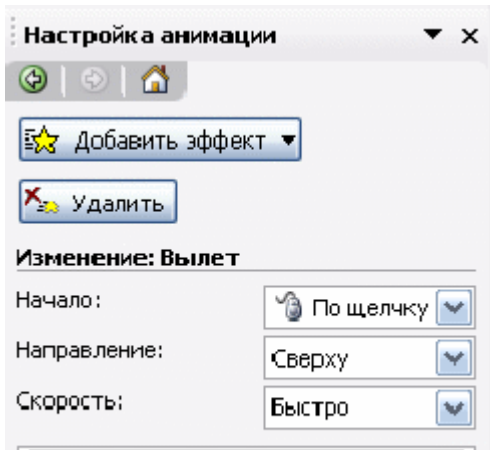 Настройка анимации
Добавить эффект
Удалить
Изменение: Вылет
Начало: По щелчку
Направление: Сверху
Скорость: Быстро